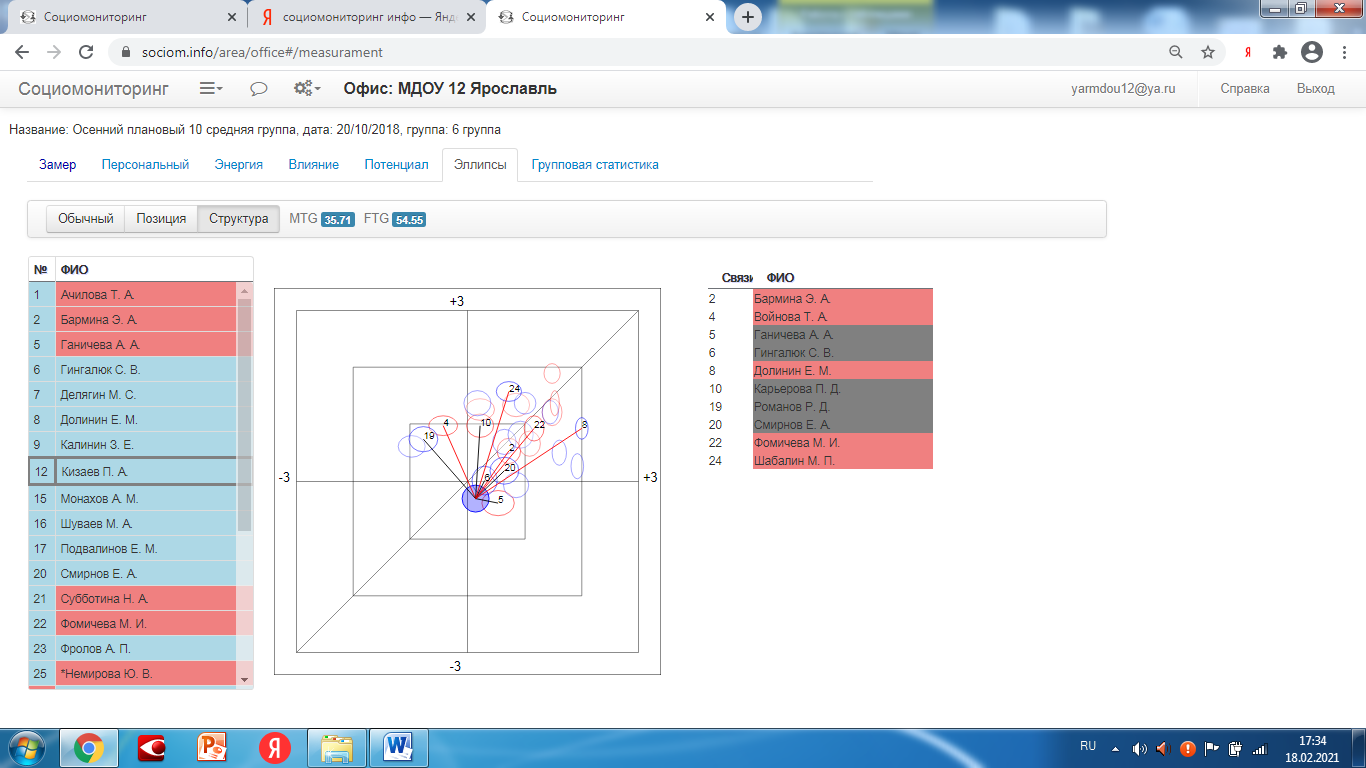 Социомониторинг
социомониторинг инфо — Янд
Социомониторинг
sociom.info/area/office#/measurament
Социомониторинг
Офис: МДОУ 12 Ярославль
yarmdou12@ya.ru
Справка
Выход
Название: Осенний плановый 10 средняя группа, дата: 20/10/2018, группа: 6 группа
Замер Персональный Энергия Влияние Потенциал Эллипсы Групповая статистика
Обычный Позиция Структура MTG 35.71 FTG 54.55
№ ФИО
1 Ачилова Т. А.
2 Бармина Э. А.
5 Ганичева А. А.
6 Гингалюк С. В.
7 Делягин М. С.
8 Долинин Е. М.
9 Калинин З. Е.
12 Кизаев П. А.
15 Монахов А. М.
16 Шуваев М. А.
17 Подвалинов Е. М.
20 Смирнов Е. А.
21 Субботина Н. А.
22 Фомичева М. И.
23 Фролов А. П.
25 *Немирова Ю. В.
+3
24
4
10
22
8
19
2
20
-3
6
+3
5
-3
Связи ФИО
2 Бармина Э. А.
4 Войнова Т. А.
5 Ганичева А. А.
6 Гингалюк С. В.
8 Долинин Е. М.
10 Карьерова П. Д.
19 Романов Р. Д.
20 Смирнов Е. А.
22 Фомичева М. И.
24 Шабалин М. П.
RU
17:34
18.02.2021